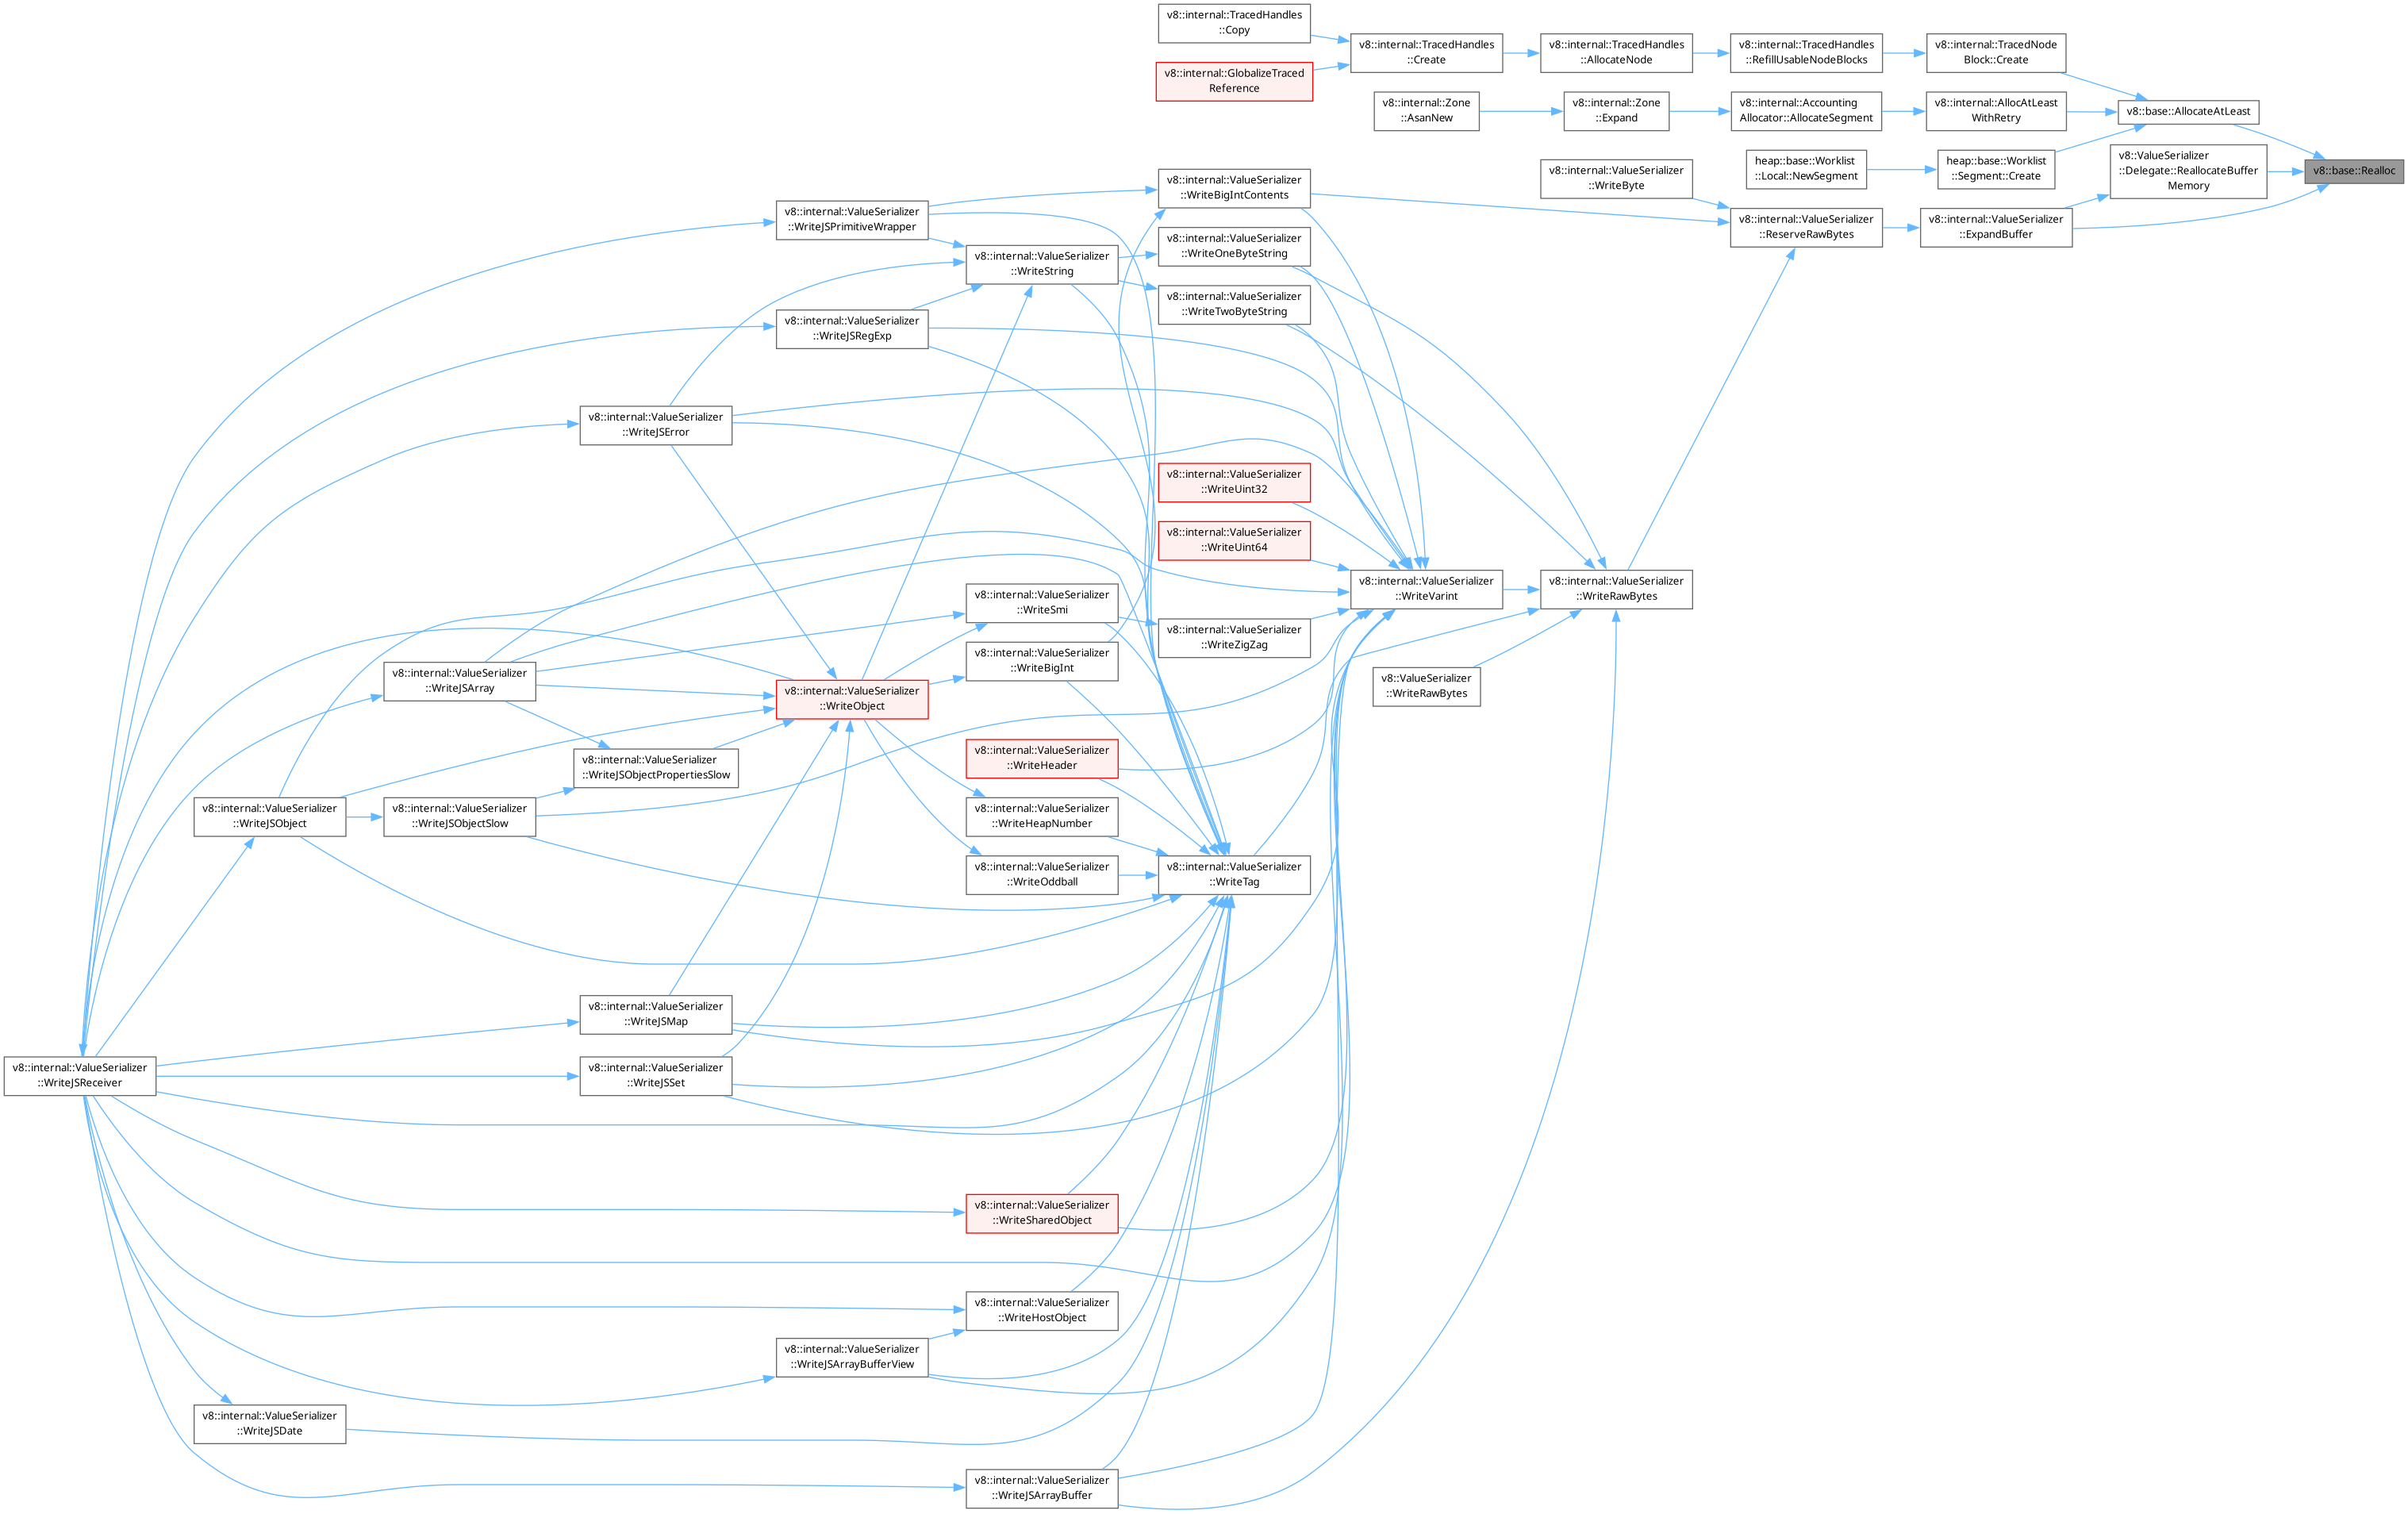 v8::internal::TracedHandles
::Copy
v8::internal::TracedHandles
::Create
v8::internal::TracedHandles
::AllocateNode
v8::internal::TracedHandles
::RefillUsableNodeBlocks
v8::internal::TracedNode
Block::Create
v8::internal::GlobalizeTraced
Reference
v8::internal::Zone
::AsanNew
v8::internal::Zone
::Expand
v8::internal::Accounting
Allocator::AllocateSegment
v8::internal::AllocAtLeast
WithRetry
v8::base::AllocateAtLeast
heap::base::Worklist
::Local::NewSegment
heap::base::Worklist
::Segment::Create
v8::ValueSerializer
::Delegate::ReallocateBuffer
Memory
v8::base::Realloc
v8::internal::ValueSerializer
::WriteByte
v8::internal::ValueSerializer
::WriteBigIntContents
v8::internal::ValueSerializer
::WriteJSPrimitiveWrapper
v8::internal::ValueSerializer
::ReserveRawBytes
v8::internal::ValueSerializer
::ExpandBuffer
v8::internal::ValueSerializer
::WriteOneByteString
v8::internal::ValueSerializer
::WriteString
v8::internal::ValueSerializer
::WriteTwoByteString
v8::internal::ValueSerializer
::WriteJSRegExp
v8::internal::ValueSerializer
::WriteJSError
v8::internal::ValueSerializer
::WriteUint32
v8::internal::ValueSerializer
::WriteUint64
v8::internal::ValueSerializer
::WriteSmi
v8::internal::ValueSerializer
::WriteVarint
v8::internal::ValueSerializer
::WriteRawBytes
v8::internal::ValueSerializer
::WriteZigZag
v8::internal::ValueSerializer
::WriteBigInt
v8::internal::ValueSerializer
::WriteJSArray
v8::internal::ValueSerializer
::WriteObject
v8::ValueSerializer
::WriteRawBytes
v8::internal::ValueSerializer
::WriteJSObjectPropertiesSlow
v8::internal::ValueSerializer
::WriteHeader
v8::internal::ValueSerializer
::WriteJSObject
v8::internal::ValueSerializer
::WriteJSObjectSlow
v8::internal::ValueSerializer
::WriteHeapNumber
v8::internal::ValueSerializer
::WriteOddball
v8::internal::ValueSerializer
::WriteTag
v8::internal::ValueSerializer
::WriteJSMap
v8::internal::ValueSerializer
::WriteJSReceiver
v8::internal::ValueSerializer
::WriteJSSet
v8::internal::ValueSerializer
::WriteSharedObject
v8::internal::ValueSerializer
::WriteHostObject
v8::internal::ValueSerializer
::WriteJSArrayBufferView
v8::internal::ValueSerializer
::WriteJSDate
v8::internal::ValueSerializer
::WriteJSArrayBuffer